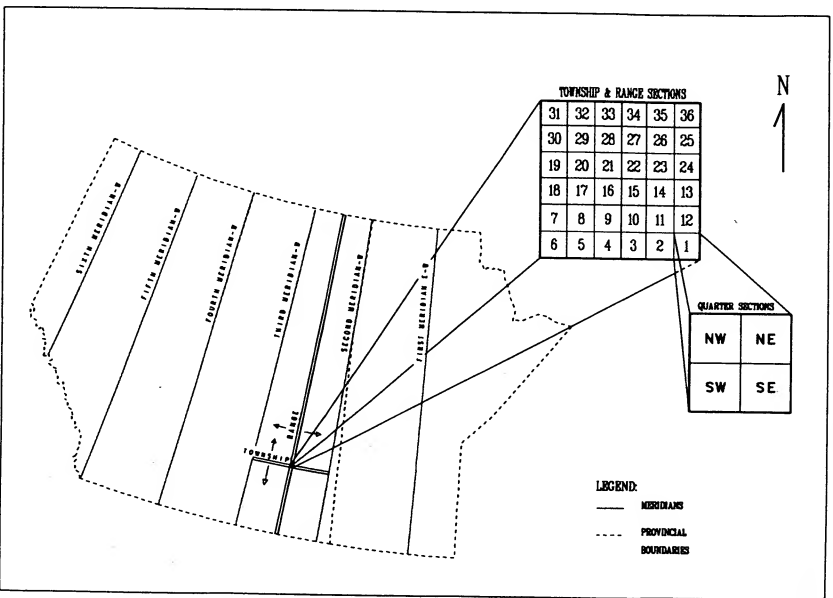 TOWNSHIP & RANGE SECTIONS
N
31 32 33 34 35 36
30 29 28 27 26 25
19 20 21 22 23 24
18 17 16 15 14 13
7 8 9 10 11 12
6 5 4 3 2 1
SIXTH MERIDIAN-W
FIFTH MERIDIAN-W
FOURTH MERIDIAN-W
THIRD MERIDIAN-W
SECOND MERIDIAN-W
FIRST MERIDIAN E-W
QUARTER SECTIONS
NW NE
SW SE
RANGE
TOWNSHIP
LEGEND:
MERIDIANS
PROVINCIAL
BOUNDARIES